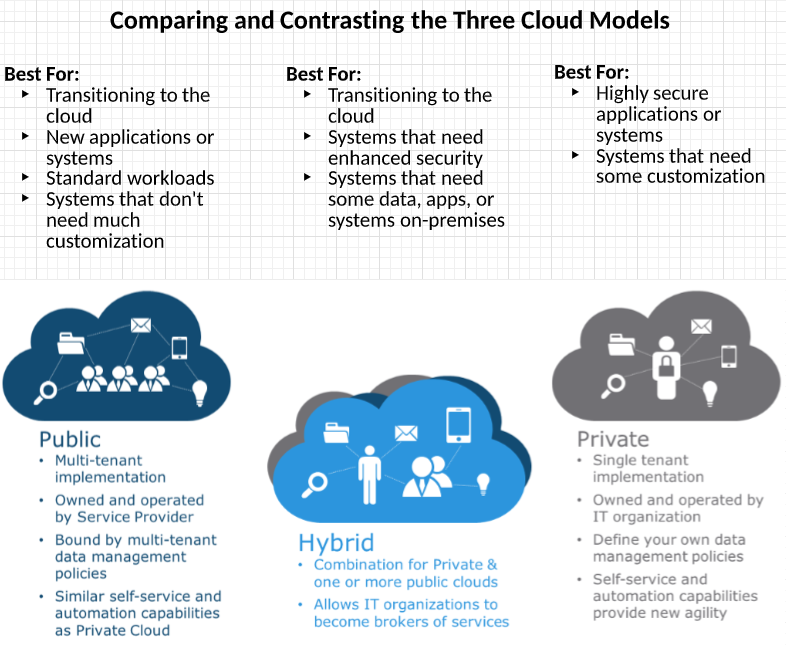 Comparing and Contrasting the Three Cloud Models
Best For:
‣ Transitioning to the
cloud
‣ New applications or
systems
‣ Standard workloads
‣ Systems that don't
need much
customization
Best For:
‣ Transitioning to the
cloud
‣ Systems that need
enhanced security
‣ Systems that need
some data, apps, or
systems on-premises
Best For:
‣ Highly secure
applications or
systems
‣ Systems that need
some customization
Public
• Multi-tenant
implementation
• Owned and operated
by Service Provider
• Bound by multi-tenant
data management
policies
• Similar self-service and
automation capabilities
as Private Cloud
Hybrid
• Combination for Private &
one or more public clouds
• Allows IT organizations to
become brokers of services
Private
• Single tenant
implementation
• Owned and operated by
IT organization
• Define your own data
management policies
• Self-service and
automation capabilities
provide new agility